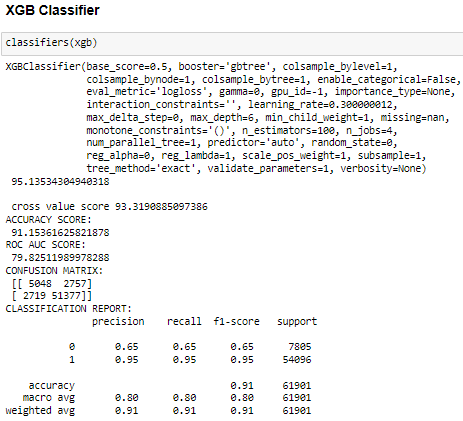 XGB Classifier
classifiers(xgb)
XGBClassifier(base_score=0.5, booster='gbtree', colsample_bylevel=1,
colsample_bynode=1, colsample_bytree=1, enable_categorical=False,
eval_metric='logloss', gamma=0, gpu_id=-1, importance_type=None,
interaction_constraints='', learning_rate=0.300000012,
max_delta_step=0, max_depth=6, min_child_weight=1, missing=nan,
monotone_constraints='()', n_estimators=100, n_jobs=4,
num_parallel_tree=1, predictor='auto', random_state=0,
reg_alpha=0, reg_lambda=1, scale_pos_weight=1, subsample=1,
tree_method='exact', validate_parameters=1, verbosity=None)
95.13534304940318
cross value score 93.3190885097386
ACCURACY SCORE:
91.15361625821878
ROC AUC SCORE:
79.82511989978288
CONFUSION MATRIX:
[[ 5048 2757]
[ 2719 51377]]
CLASSIFICATION REPORT:
precision recall f1-score support
0 0.65 0.65 0.65 7805
1 0.95 0.95 0.95 54096
accuracy 0.91 61901
macro avg 0.80 0.80 0.80 61901
weighted avg 0.91 0.91 0.91 61901